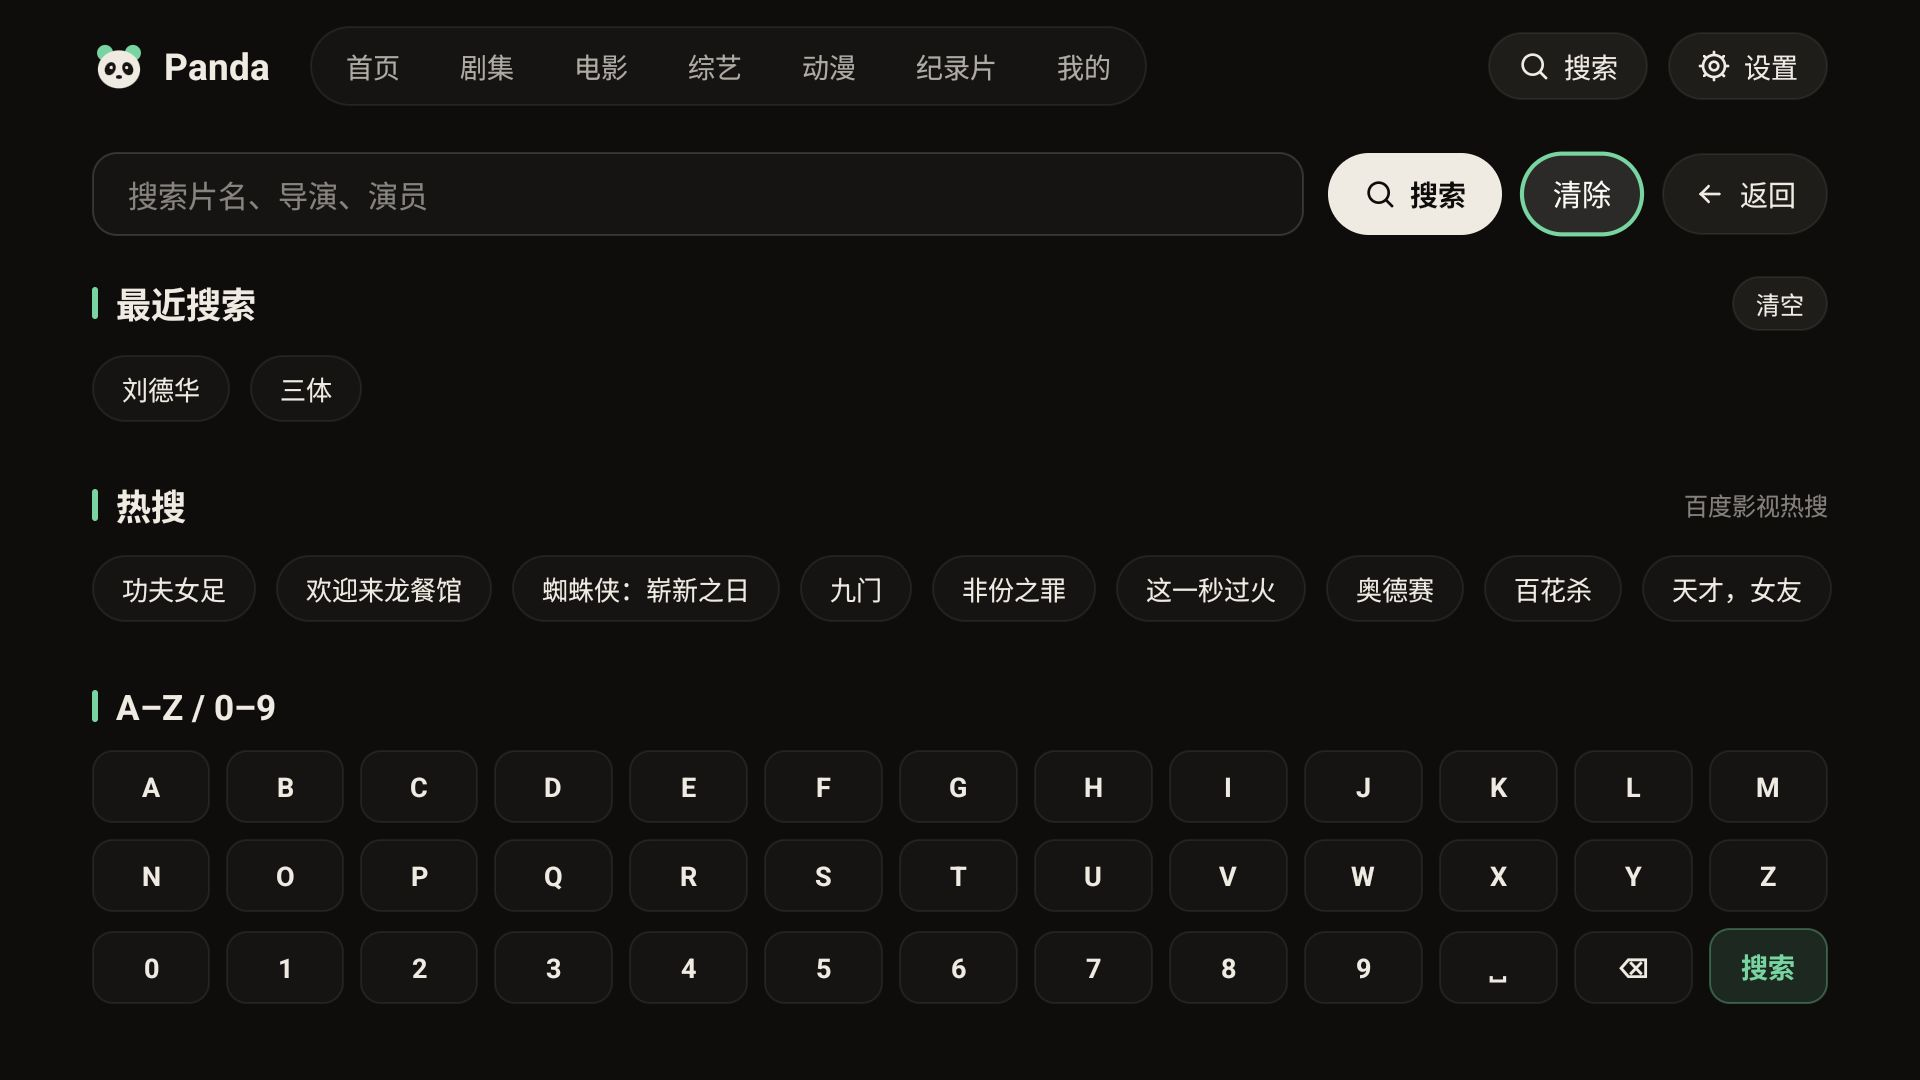 Panda 首页 剧集 电影 综艺 动漫 纪录片 我的 搜索 设置
搜索片名、导演、演员 搜索 清除 返回
最近搜索 清空
刘德华 三体
热搜 百度影视热搜
功夫女足 欢迎来龙餐馆 蜘蛛侠：崭新之日 九门 非份之罪 这一秒过火 奥德赛 百花杀 天才，女友
A–Z / 0–9
A B C D E F G H I J K L M
N O P Q R S T U V W X Y Z
0 1 2 3 4 5 6 7 8 9 ⌫ 搜索